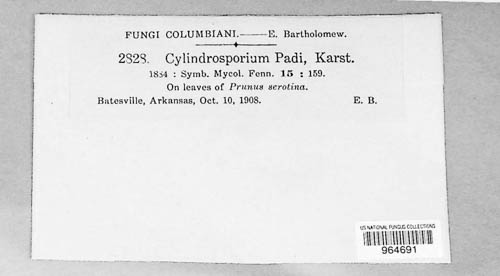 FUNGI COLUMBIANI.——E. Bartholomew.
2828. Cylindrosporium Padi, Karst.
1884 : Symb. Mycol. Fenn. 15 : 159.
On leaves of Prunus serotina.
Batesville, Arkansas, Oct. 10, 1908. E. B.
US NATIONAL FUNGUS COLLECTIONS
964691